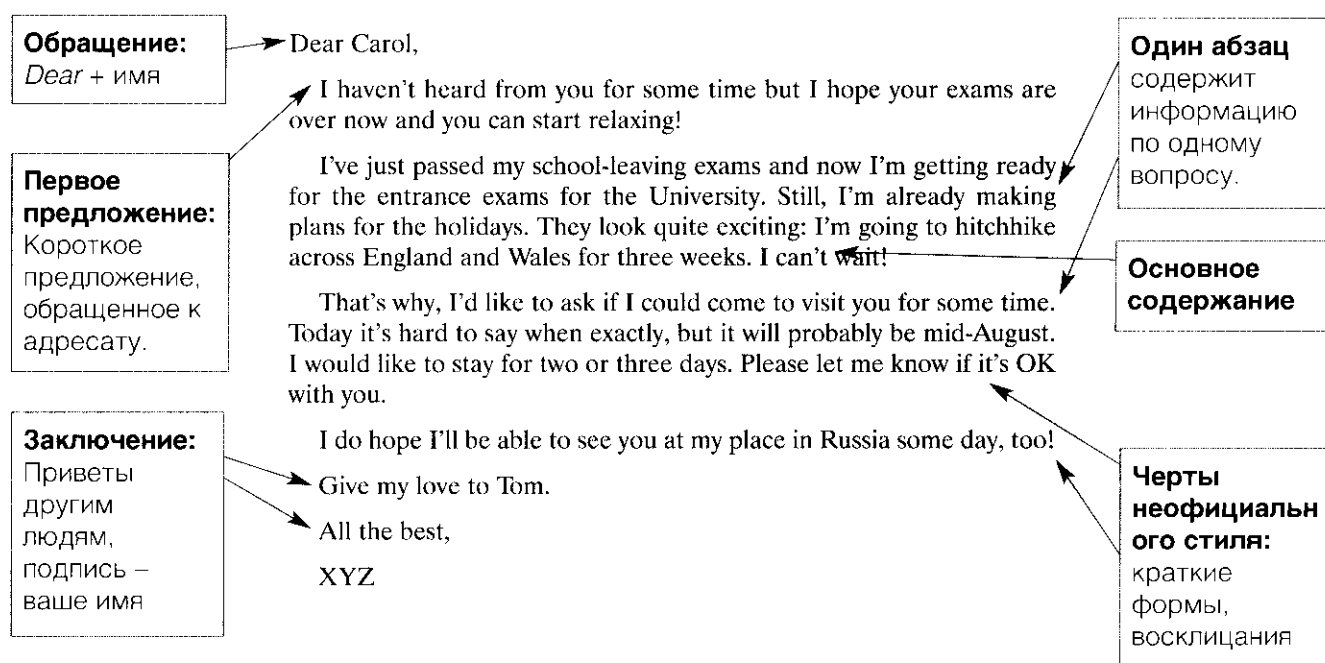 Обращение:
Dear + имя
Первое
предложение:
Короткое
предложение,
обращенное к
адресату.
Заключение:
Приветы
другим
людям,
подпись –
ваше имя
Dear Carol,
I haven't heard from you for some time but I hope your exams are
over now and you can start relaxing!
I've just passed my school-leaving exams and now I'm getting ready
for the entrance exams for the University. Still, I'm already making
plans for the holidays. They look quite exciting: I'm going to hitchhike
across England and Wales for three weeks. I can't wait!
That's why, I'd like to ask if I could come to visit you for some time.
Today it's hard to say when exactly, but it will probably be mid-August.
I would like to stay for two or three days. Please let me know if it's OK
with you.
I do hope I'll be able to see you at my place in Russia some day, too!
Give my love to Tom.
All the best,
XYZ
Один абзац
содержит
информацию
по одному
вопросу.
Основное
содержание
Черты
неофициальн
ого стиля:
краткие
формы,
восклицания